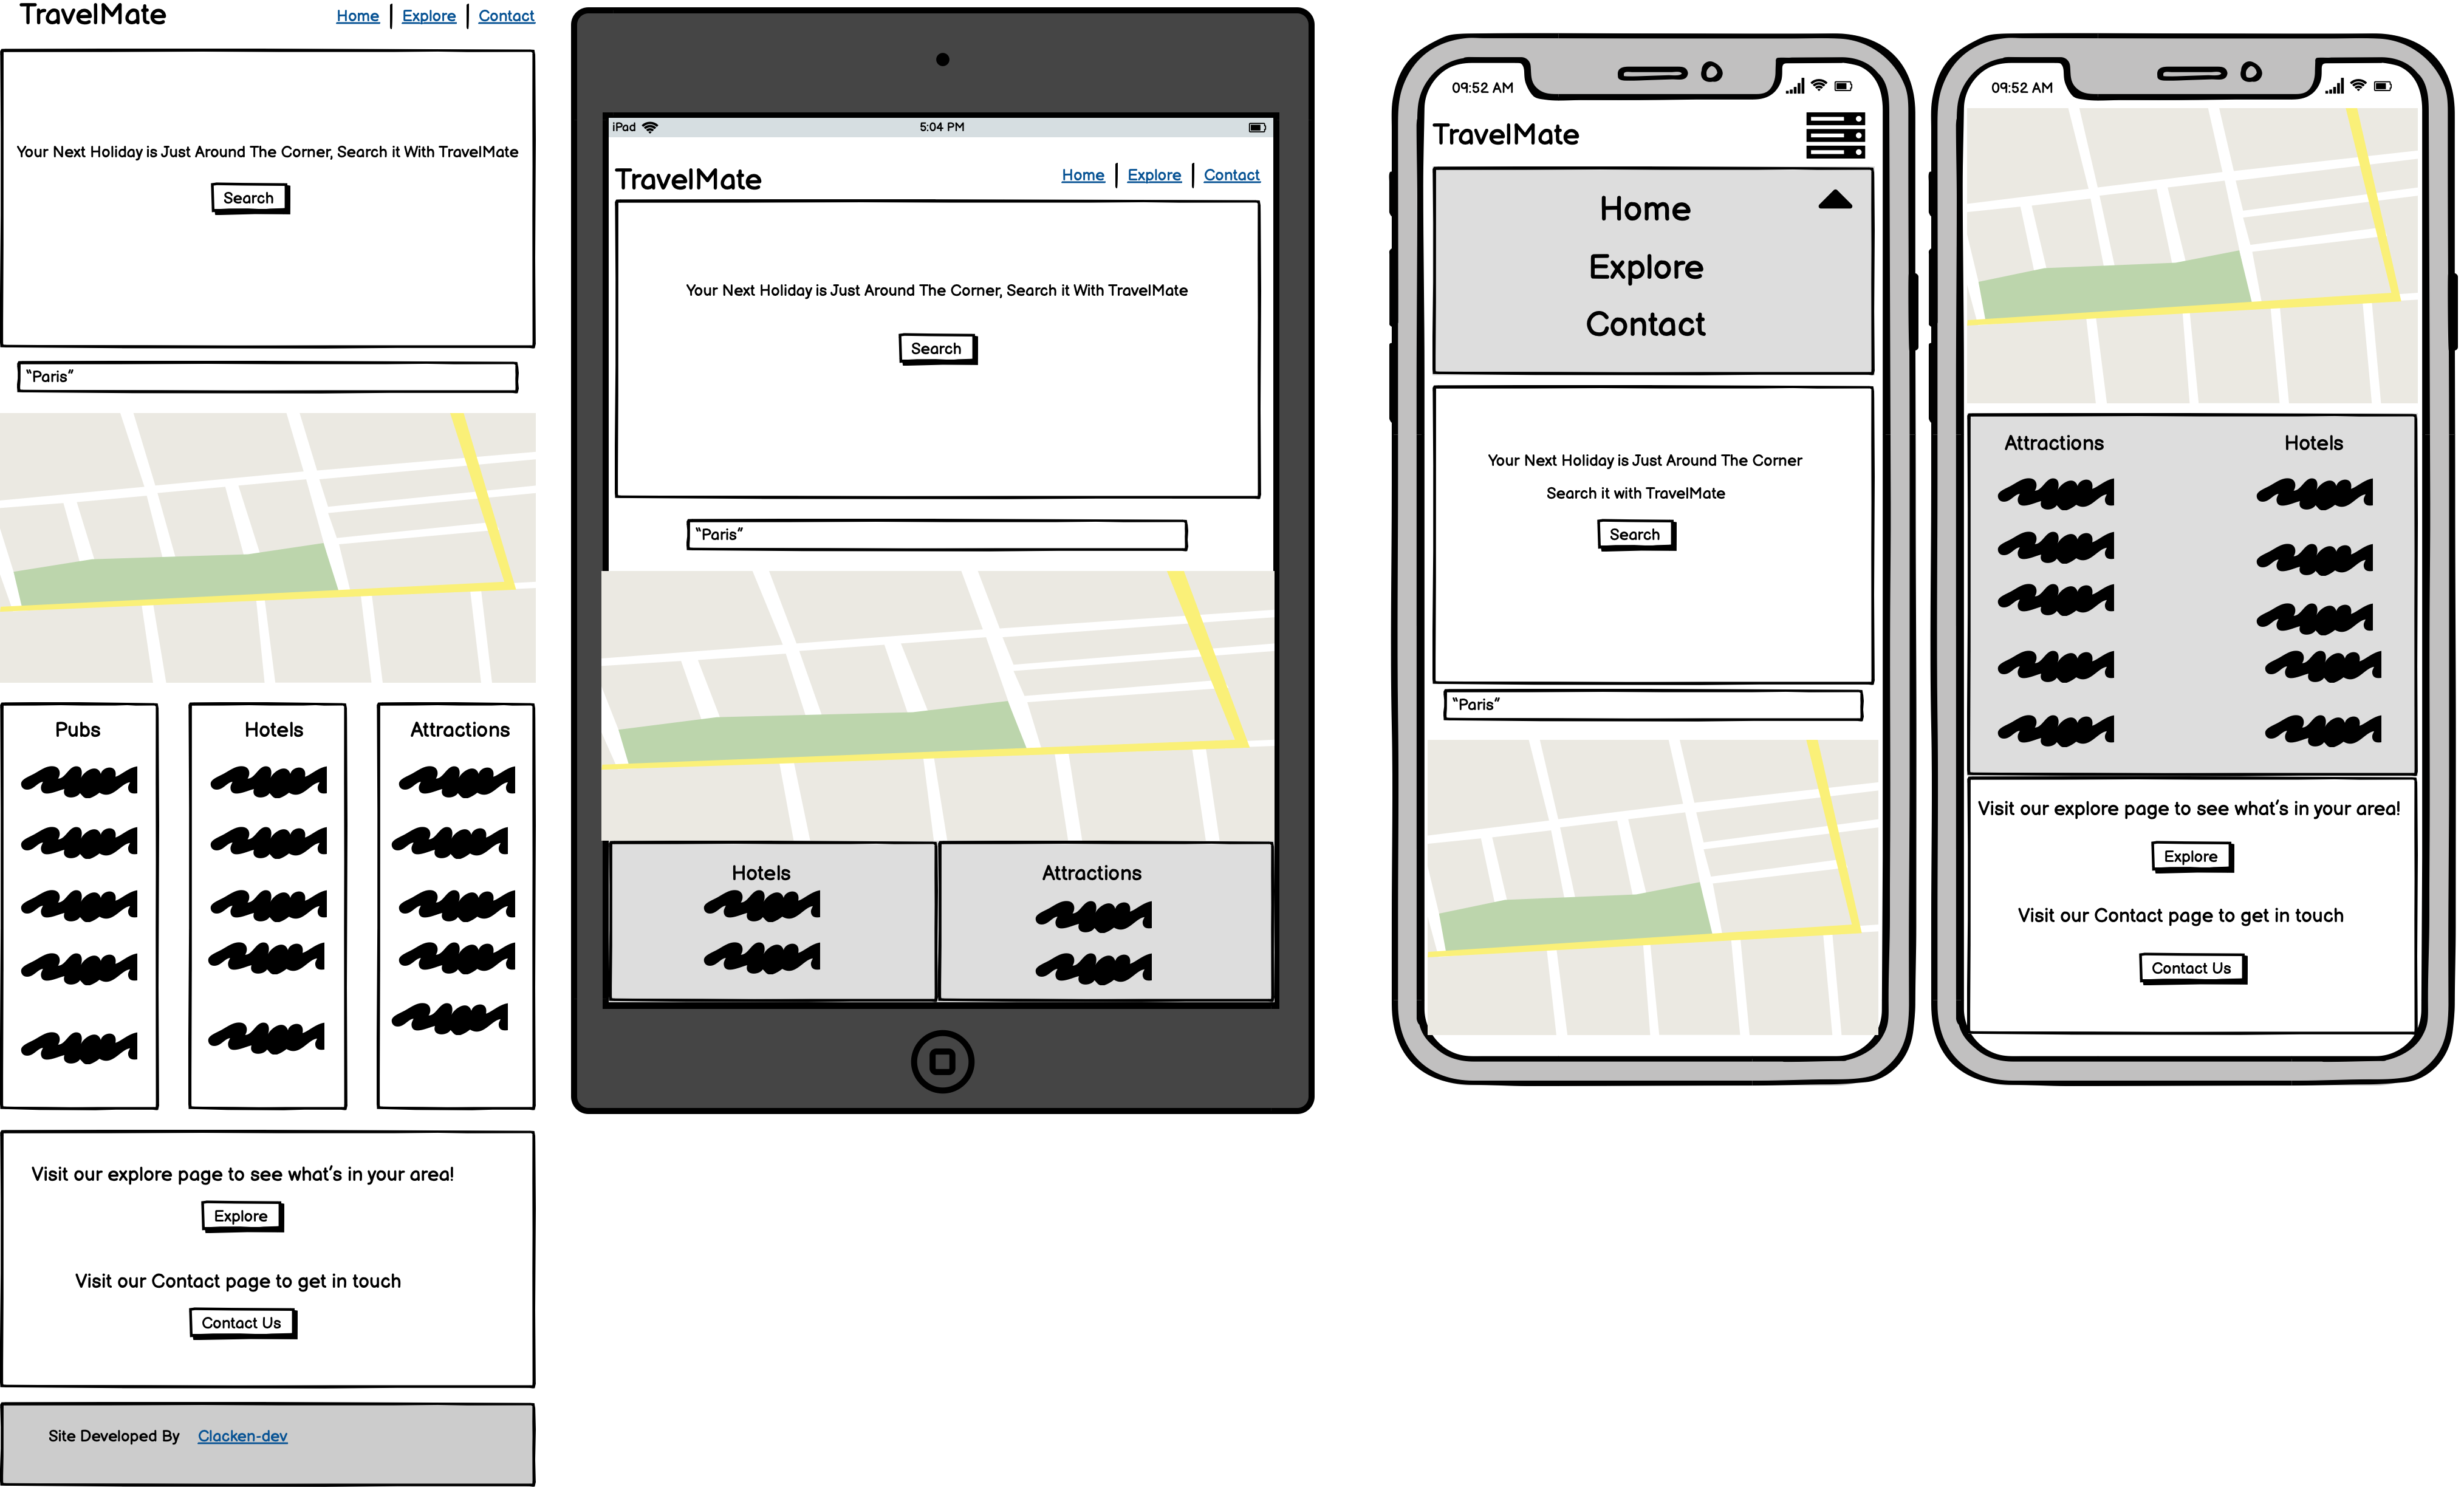 TravelMate
Home | Explore | Contact
Your Next Holiday is Just Around The Corner, Search it With TravelMate
Search
"Paris"
Pubs
Hotels
Attractions
Visit our explore page to see what's in your area!
Explore
Visit our Contact page to get in touch
Contact Us
Site Developed By Clacken-dev
iPad
5:04 PM
TravelMate
Home | Explore | Contact
Your Next Holiday is Just Around The Corner, Search it With TravelMate
Search
"Paris"
Hotels
Attractions
09:52 AM
TravelMate
Home
Explore
Contact
Your Next Holiday is Just Around The Corner
Search it with TravelMate
Search
"Paris"
09:52 AM
Attractions
Hotels
Visit our explore page to see what's in your area!
Explore
Visit our Contact page to get in touch
Contact Us